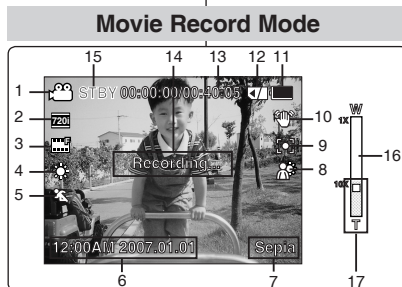 Movie Record Mode
15 14 13 12 11
1 STBY 00:00:00/00:40:05
2 720i 10
3 9
Recording...
4 8
5
12:00AM 2007.01.01 Sepia
6 7
W
1X
16
10X
T
17